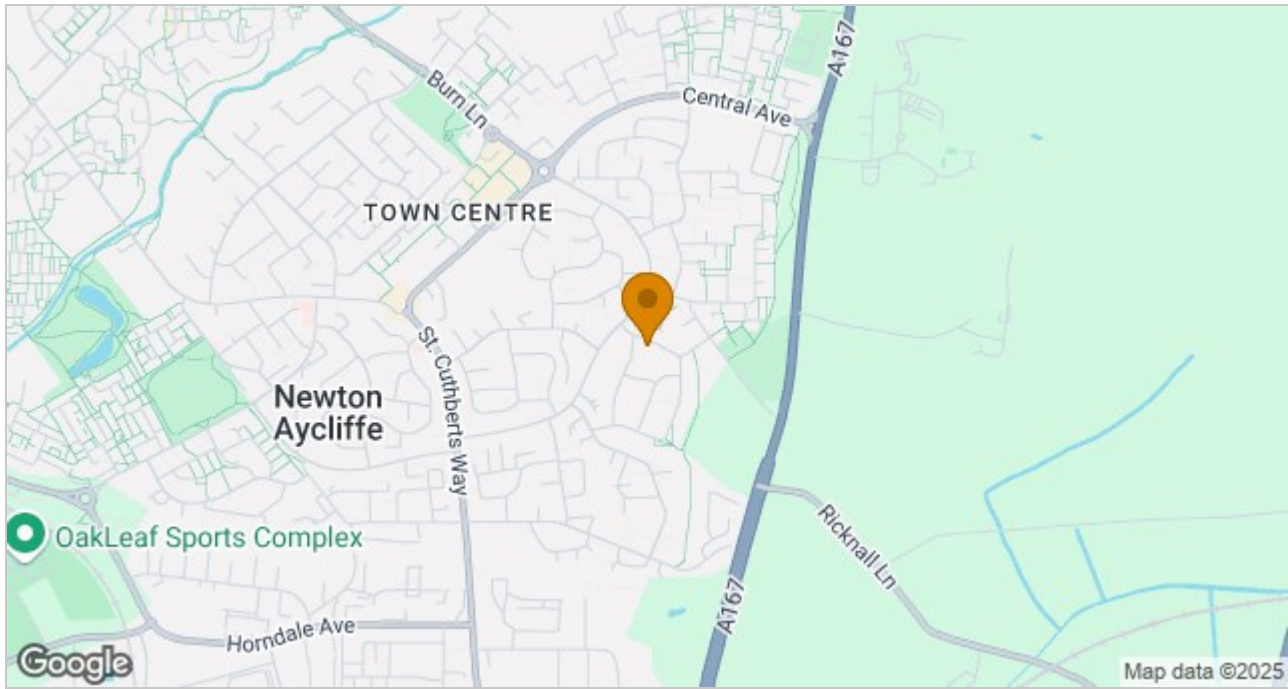 A167
Burn Ln
Central Ave
TOWN CENTRE
St. Cuthberts Way
Newton
Aycliffe
OakLeaf Sports Complex
Ricknall Ln
A167
Horndale Ave
Google
Map data ©2025